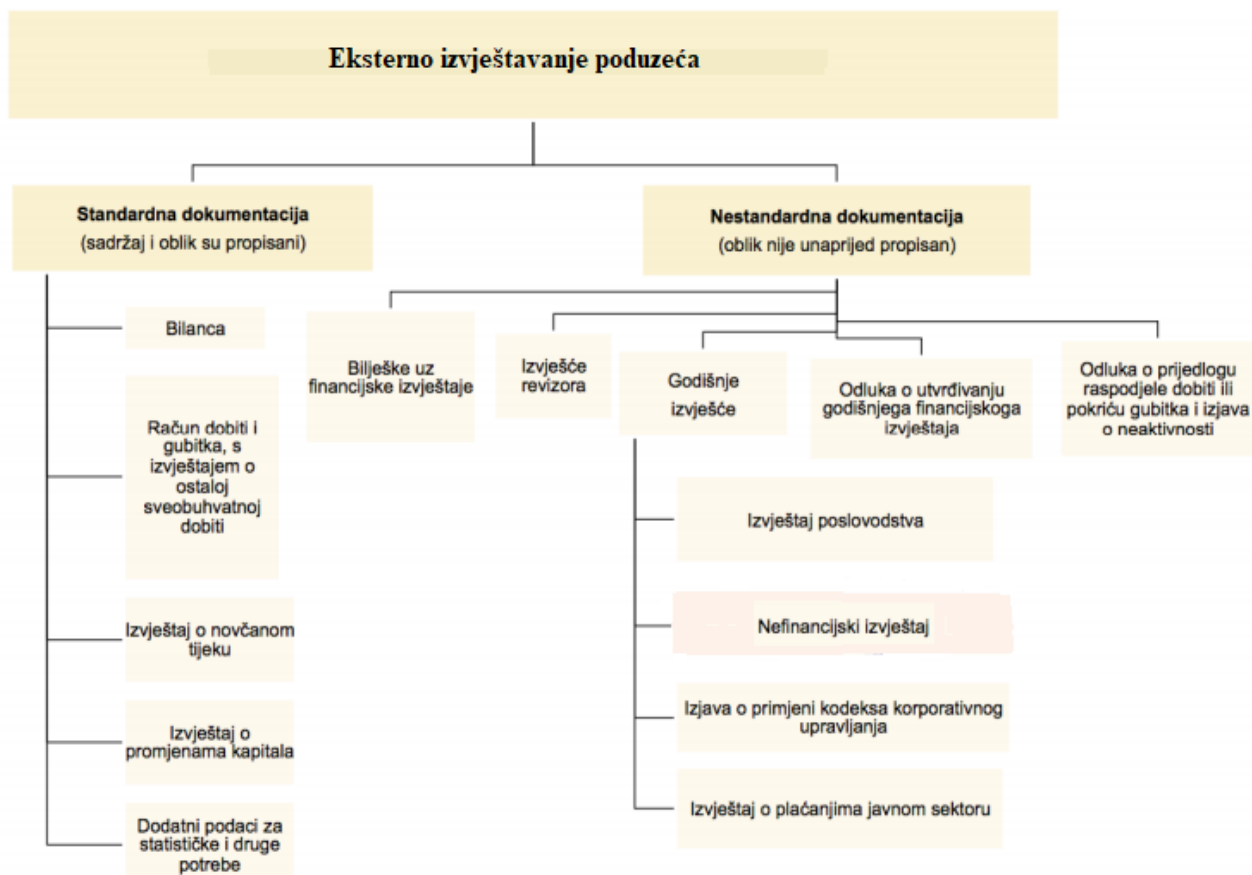 Eksterno izvještavanje poduzeća
Standardna dokumentacija
(sadržaj i oblik su propisani)
Nestandardna dokumentacija
(oblik nije unaprijed propisan)
Bilanca
Račun dobiti i
gubitka, s
izvještajem o
ostaloj
sveobuhvatnoj
dobiti
Izvještaj o novčanom
tijeku
Izvještaj o
promjenama kapitala
Dodatni podaci za
statističke i druge
potrebe
Bilješke uz
financijske izvještaje
Izvješće
revizora
Godišnje
izvješće
Odluka o utvrđivanju
godišnjega financijskoga
izvještaja
Odluka o prijedlogu
raspodjele dobiti ili
pokriću gubitka i izjava
o neaktivnosti
Izvještaj poslovodstva
Nefinancijski izvještaj
Izjava o primjeni kodeksa korporativnog
upravljanja
Izvještaj o plaćanjima javnom sektoru